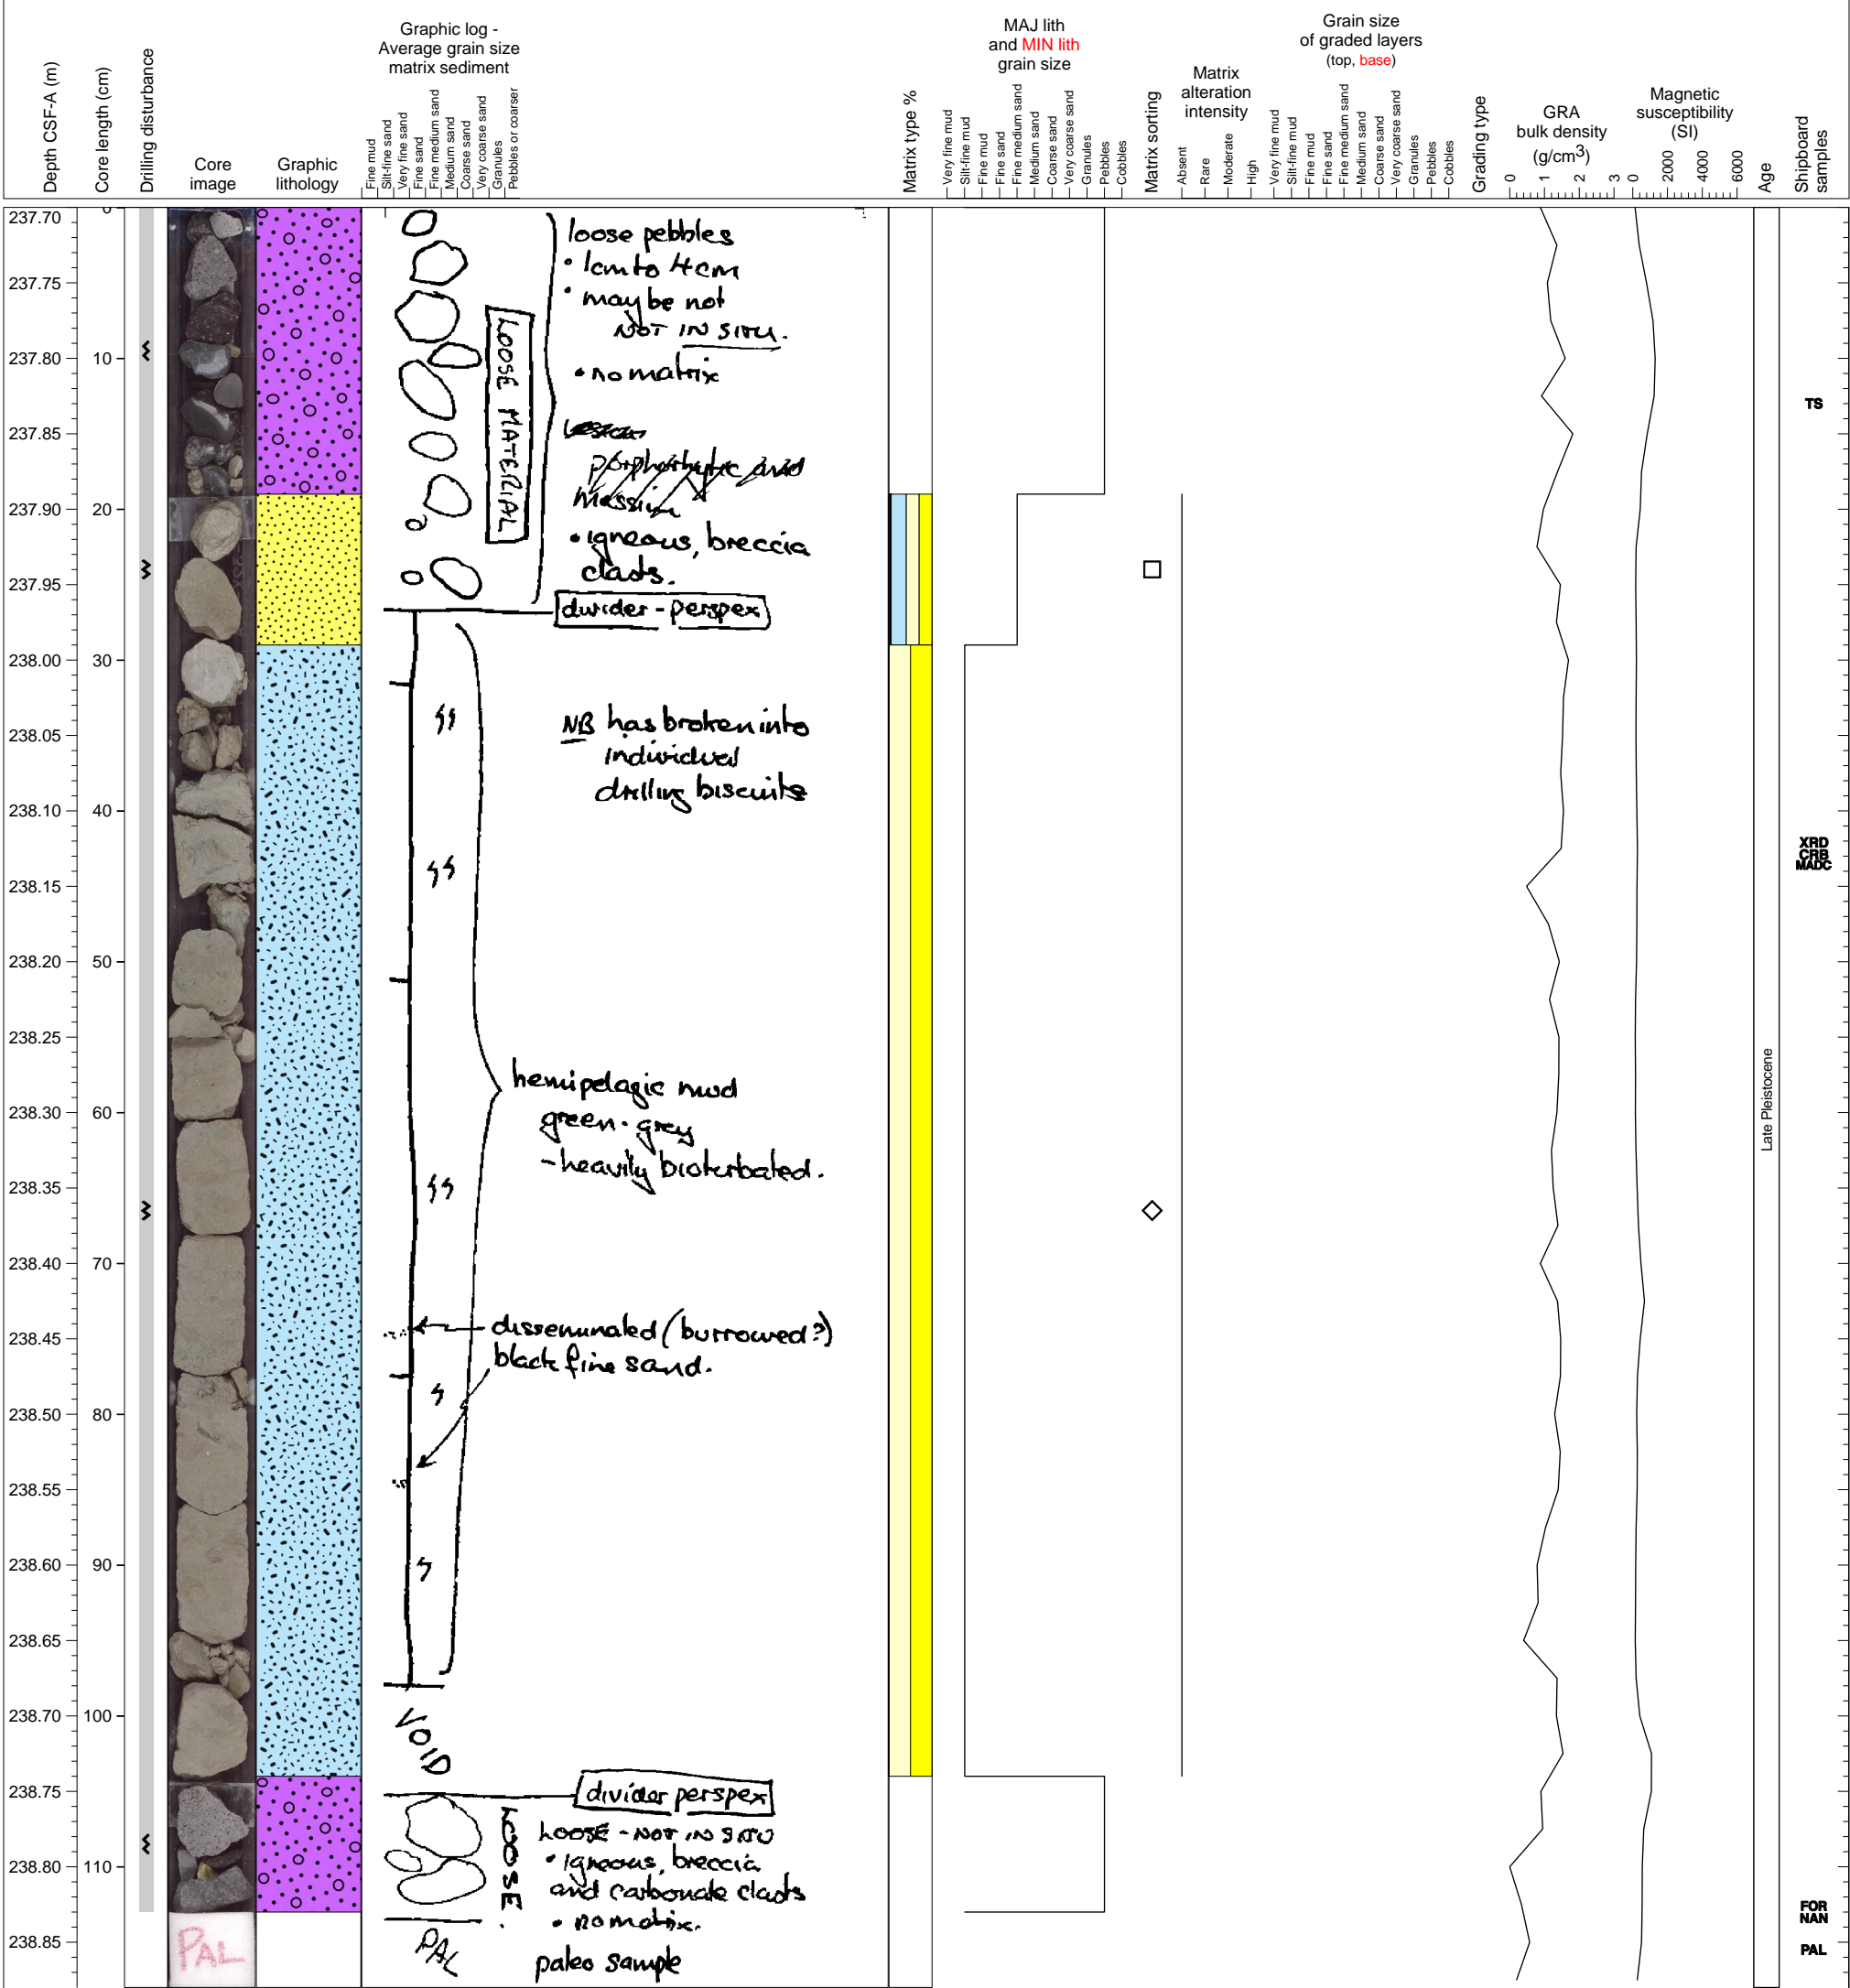 Depth CSF-A (m)
Core length (cm)
Drilling disturbance
Core
image
Graphic
lithology
Graphic log -
Average grain size
matrix sediment
Fine mud
Silt-fine sand
Very fine sand
Fine sand
Fine medium sand
Medium sand
Coarse sand
Very coarse sand
Granules
Pebbles or coarser
Matrix type %
MAJ lith
and MIN lith
grain size
Very fine mud
Silt-fine mud
Fine mud
Fine sand
Fine medium sand
Medium sand
Coarse sand
Very coarse sand
Granules
Pebbles
Cobbles
Matrix sorting
Matrix
alteration
intensity
Absent
Rare
Moderate
High
Grain size
of graded layers
(top, base)
Very fine mud
Silt-fine mud
Fine mud
Fine sand
Fine medium sand
Medium sand
Coarse sand
Very coarse sand
Granules
Pebbles
Cobbles
Grading type
GRA
bulk density
(g/cm3)
0
1
2
3
Magnetic
susceptibility
(SI)
0
2000
4000
6000
Age
Shipboard
samples
237.70
237.75
237.80
237.85
237.90
237.95
238.00
238.05
238.10
238.15
238.20
238.25
238.30
238.35
238.40
238.45
238.50
238.55
238.60
238.65
238.70
238.75
238.80
238.85
0
10
20
30
40
50
60
70
80
90
100
110
loose pebbles
• 1cm to 4cm
• may be not
NOT IN SITU.
• no matrix
LOOSE MATERIAL
porphorhytic and
massive
• igneous, breccia
clasts.
divider - perspex
NB has broken into
individual
drilling biscuits
hemipelagic mud
green-grey
- heavily bioturbated.
disseminated (burrowed?)
black fine sand.
VOID
divider perspex
LOOSE.
LOOSE - NOT IN SITU
• igneous, breccia
and carbonate clasts
• no matrix.
PAL
paleo sample
PAL
Late Pleistocene
TS
XRD
CRB
MADC
FOR
NAN
PAL